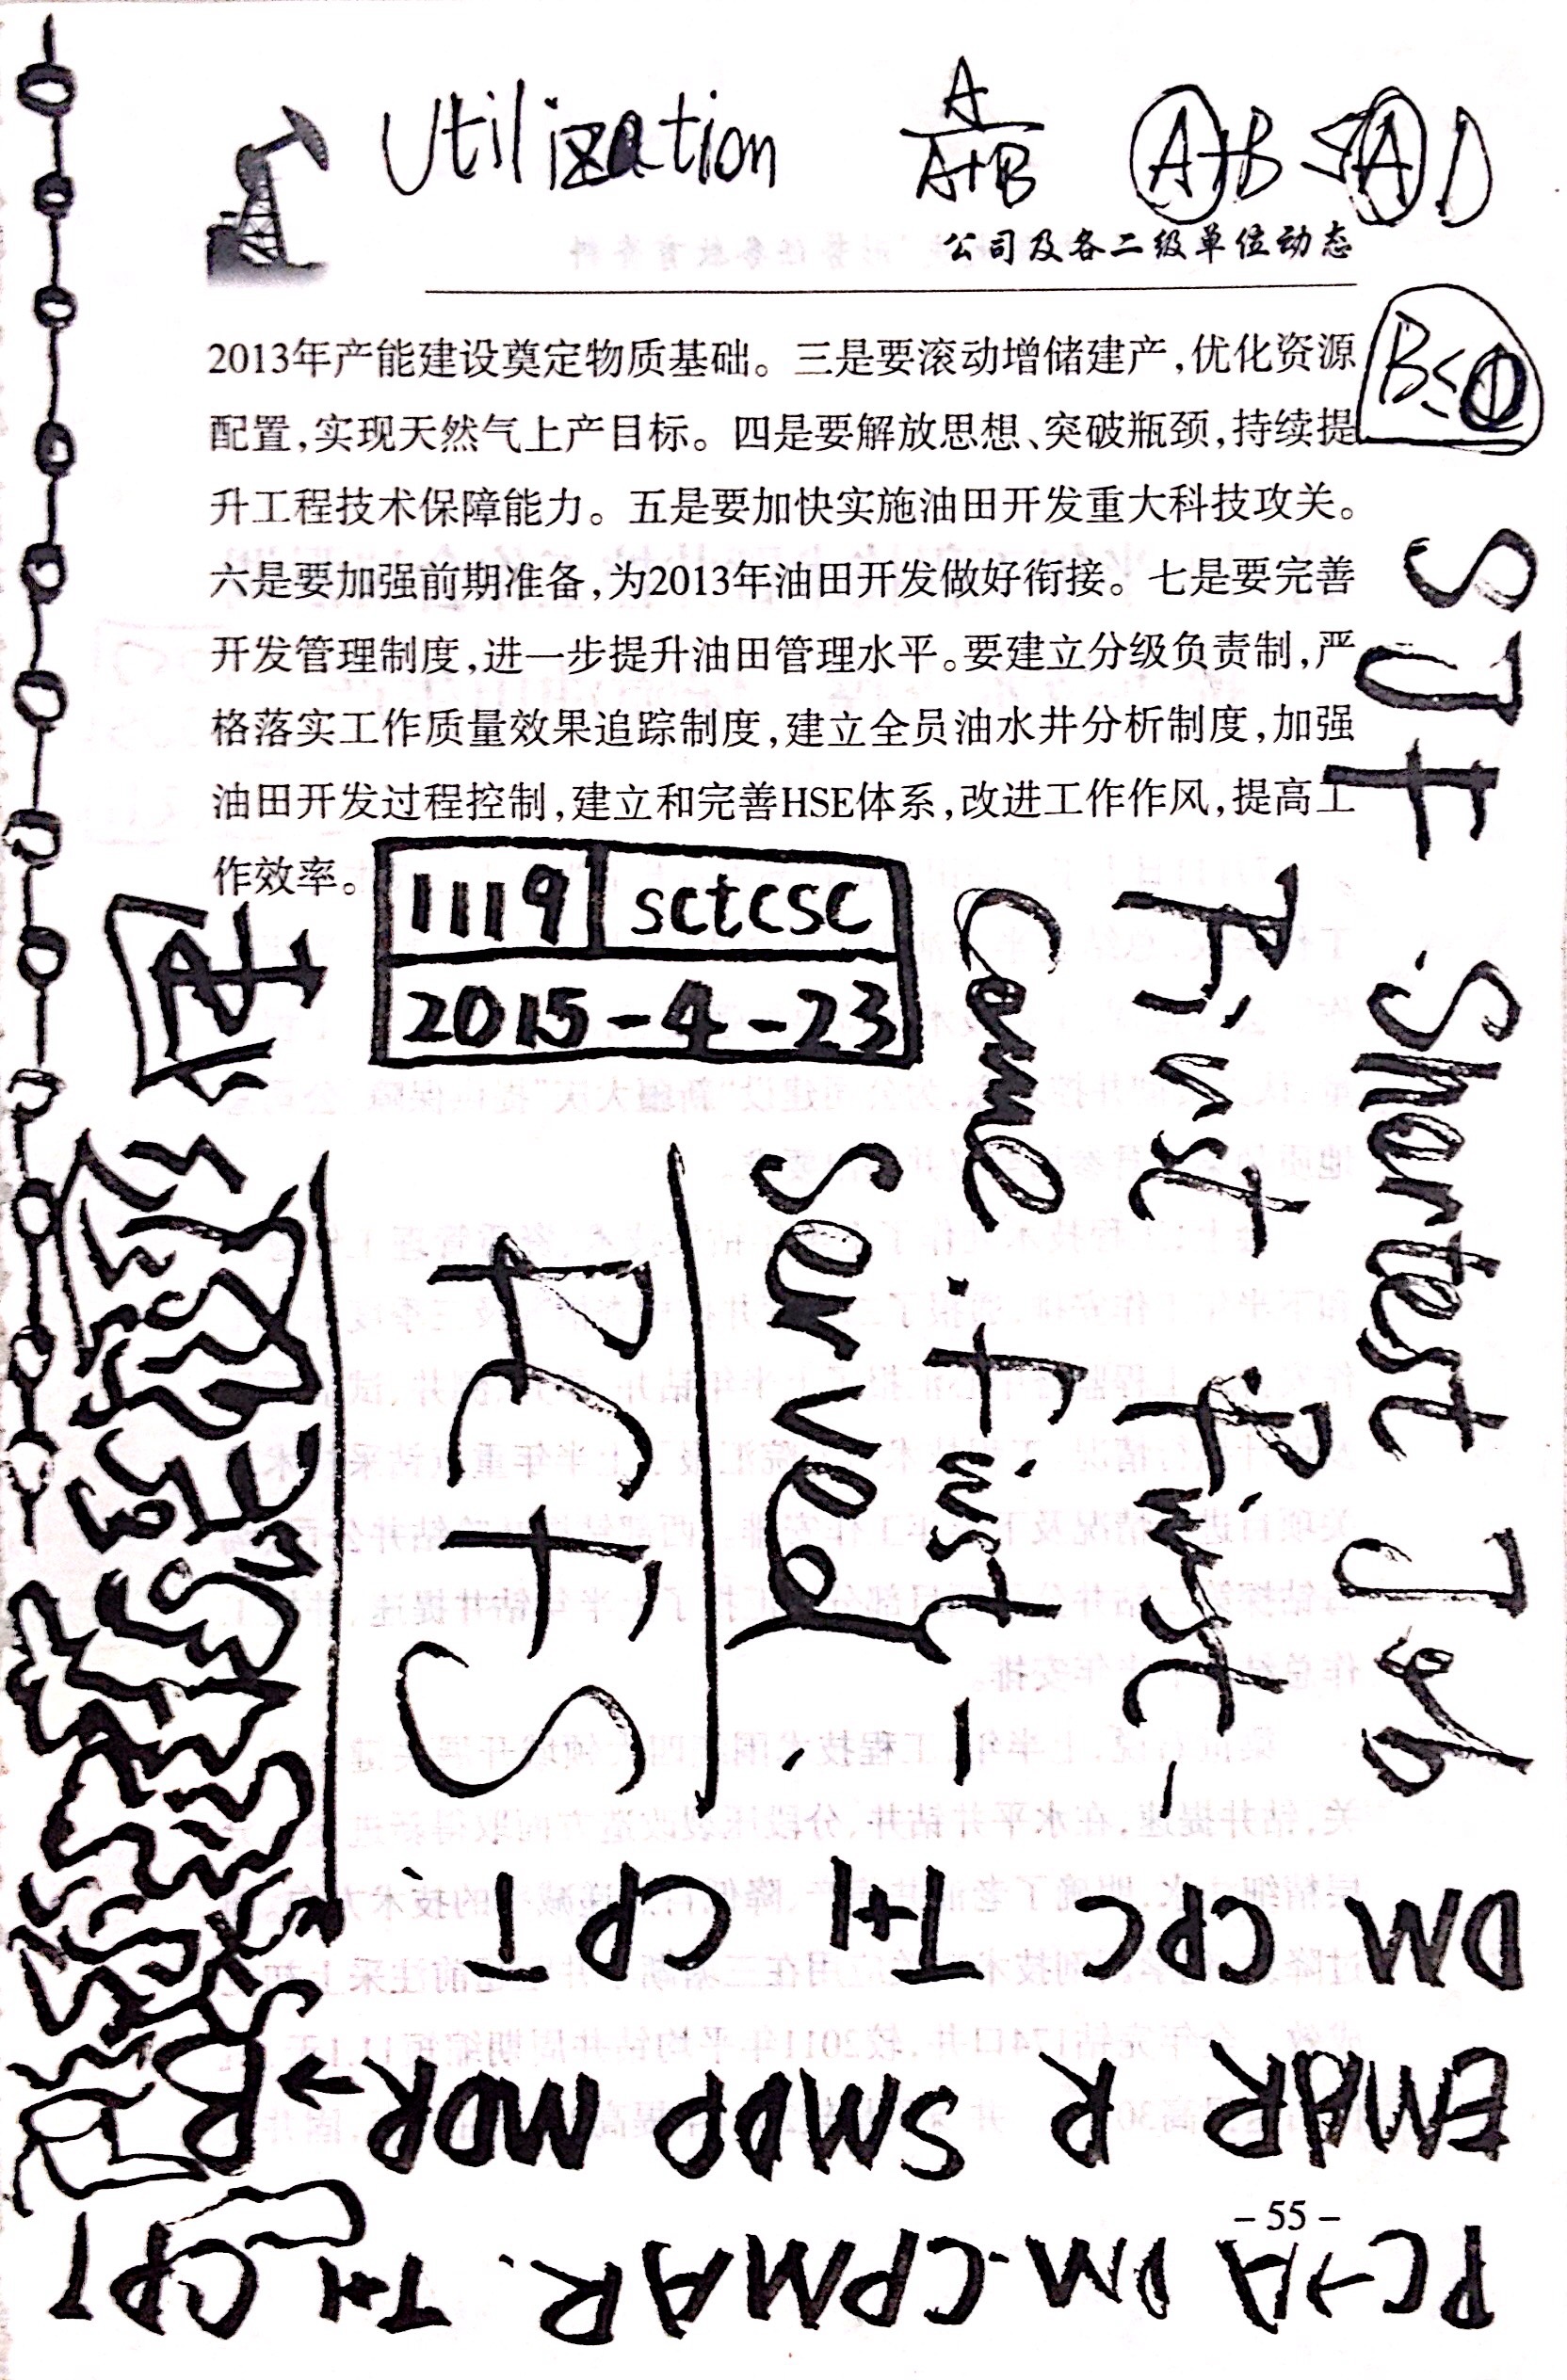 Utilization A/A+B A+B ≤ A D
公司及各二级单位动态
B≤D
2013年产能建设奠定物质基础。三是要滚动增储建产,优化资源
配置,实现天然气上产目标。四是要解放思想、突破瓶颈,持续提
升工程技术保障能力。五是要加快实施油田开发重大科技攻关。
六是要加强前期准备,为2013年油田开发做好衔接。七是要完善
开发管理制度,进一步提升油田管理水平。要建立分级负责制,严
格落实工作质量效果追踪制度,建立全员油水井分析制度,加强
油田开发过程控制,建立和完善HSE体系,改进工作作风,提高工
作效率。
1119 sctcsc
2015-4-23
SJF Shortest Job
First First-
Come First-
Served
FCFS
DM CPC T+1 CPT
EMAR R SMDP MDR→R
PC→A DM CPMAR T+1 CPT
-55-